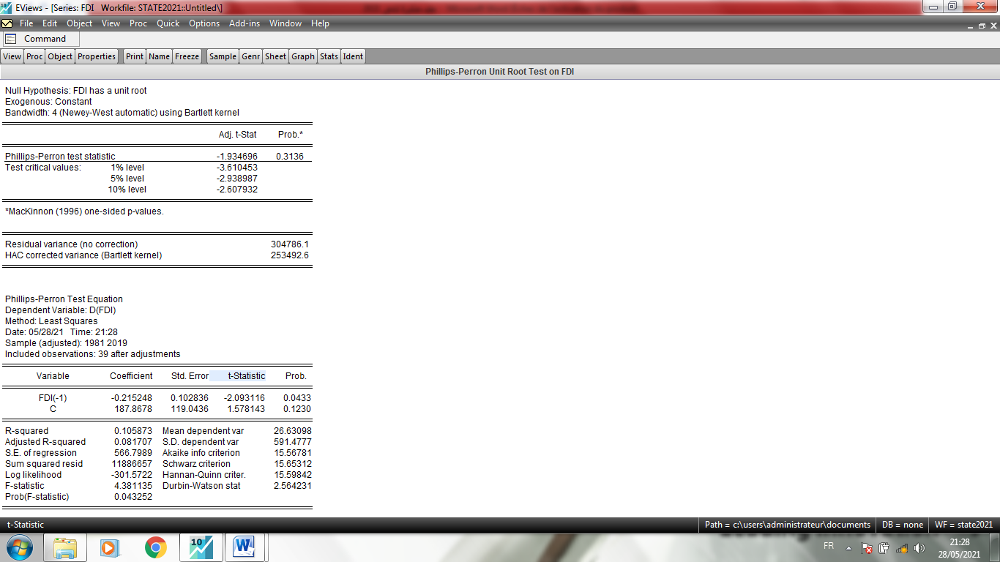 EViews - [Series: FDI   Workfile: STATE2021::Untitled\]
File Edit Object View Proc Quick Options Add-ins Window Help
Command
View Proc Object Properties Print Name Freeze Sample Genr Sheet Graph Stats Ident
Phillips-Perron Unit Root Test on FDI
Null Hypothesis: FDI has a unit root
Exogenous: Constant
Bandwidth: 4 (Newey-West automatic) using Bartlett kernel
Adj. t-Stat Prob.*
Phillips-Perron test statistic -1.934696 0.3136
Test critical values: 1% level -3.610453
5% level -2.938987
10% level -2.607932
*MacKinnon (1996) one-sided p-values.
Residual variance (no correction) 304786.1
HAC corrected variance (Bartlett kernel) 253492.6
Phillips-Perron Test Equation
Dependent Variable: D(FDI)
Method: Least Squares
Date: 05/28/21   Time: 21:28
Sample (adjusted): 1981 2019
Included observations: 39 after adjustments
Variable Coefficient Std. Error t-Statistic Prob.
FDI(-1) -0.215248 0.102836 -2.093116 0.0433
C 187.8678 119.0436 1.578143 0.1230
R-squared 0.105873 Mean dependent var 26.63098
Adjusted R-squared 0.081707 S.D. dependent var 591.4777
S.E. of regression 566.7989 Akaike info criterion 15.56781
Sum squared resid 11886657 Schwarz criterion 15.65312
Log likelihood -301.5722 Hannan-Quinn criter. 15.59842
F-statistic 4.381135 Durbin-Watson stat 2.564231
Prob(F-statistic) 0.043252
t-Statistic Path = c:\users\administrateur\documents DB = none WF = state2021
10 FR 21:28
28/05/2021